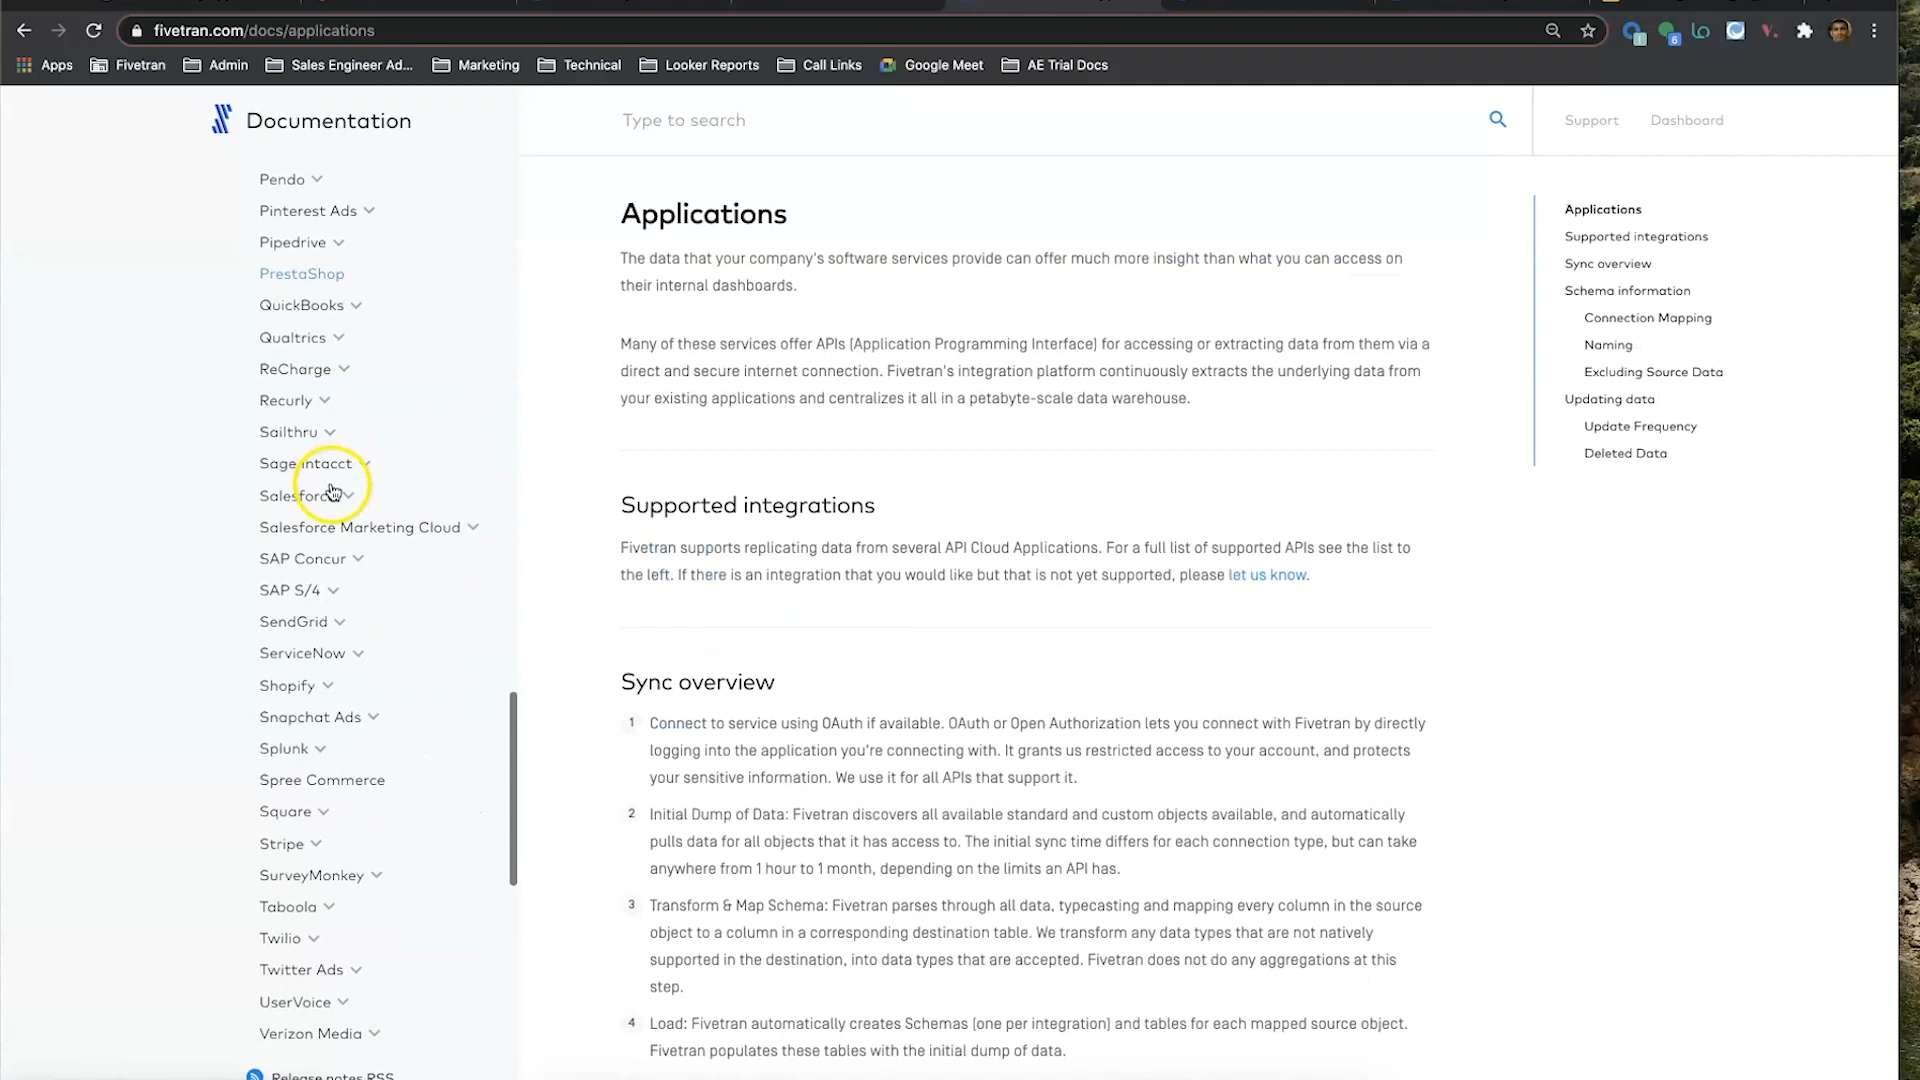 fivetran.com/docs/applications
Apps
Fivetran
Admin
Sales Engineer Ad...
Marketing
Technical
Looker Reports
Call Links
Google Meet
AE Trial Docs
Documentation
Type to search
Support
Dashboard
Pendo
Pinterest Ads
Pipedrive
PrestaShop
QuickBooks
Qualtrics
ReCharge
Recurly
Sailthru
Sage Intacct
Salesforce
Salesforce Marketing Cloud
SAP Concur
SAP S/4
SendGrid
ServiceNow
Shopify
Snapchat Ads
Splunk
Spree Commerce
Square
Stripe
SurveyMonkey
Taboola
Twilio
Twitter Ads
UserVoice
Verizon Media
Release notes RSS
Applications
The data that your company's software services provide can offer much more insight than what you can access on
their internal dashboards.
Many of these services offer APIs (Application Programming Interface) for accessing or extracting data from them via a
direct and secure internet connection. Fivetran's integration platform continuously extracts the underlying data from
your existing applications and centralizes it all in a petabyte-scale data warehouse.
Supported integrations
Fivetran supports replicating data from several API Cloud Applications. For a full list of supported APIs see the list to
the left. If there is an integration that you would like but that is not yet supported, please let us know.
Sync overview
1 Connect to service using OAuth if available. OAuth or Open Authorization lets you connect with Fivetran by directly
logging into the application you're connecting with. It grants us restricted access to your account, and protects
your sensitive information. We use it for all APIs that support it.
2 Initial Dump of Data: Fivetran discovers all available standard and custom objects available, and automatically
pulls data for all objects that it has access to. The initial sync time differs for each connection type, but can take
anywhere from 1 hour to 1 month, depending on the limits an API has.
3 Transform & Map Schema: Fivetran parses through all data, typecasting and mapping every column in the source
object to a column in a corresponding destination table. We transform any data types that are not natively
supported in the destination, into data types that are accepted. Fivetran does not do any aggregations at this
step.
4 Load: Fivetran automatically creates Schemas (one per integration) and tables for each mapped source object.
Fivetran populates these tables with the initial dump of data.
Applications
Supported integrations
Sync overview
Schema information
Connection Mapping
Naming
Excluding Source Data
Updating data
Update Frequency
Deleted Data